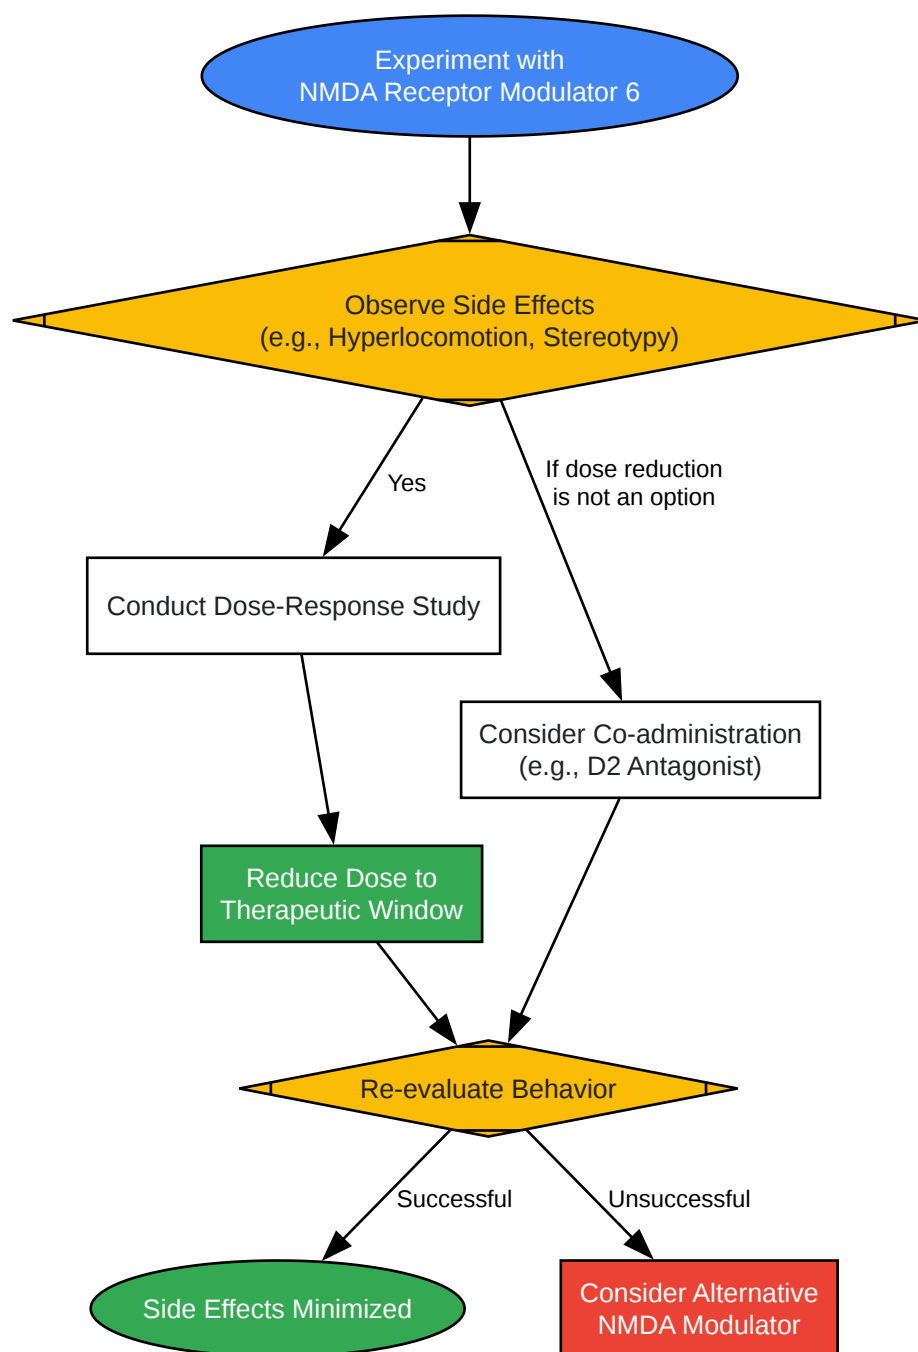 Experiment with
NMDA Receptor Modulator 6
Observe Side Effects
(e.g., Hyperlocomotion, Stereotypy)
Yes
If dose reduction
is not an option
Conduct Dose-Response Study
Consider Co-administration
(e.g., D2 Antagonist)
Reduce Dose to
Therapeutic Window
Re-evaluate Behavior
Successful
Unsuccessful
Side Effects Minimized
Consider Alternative
NMDA Modulator